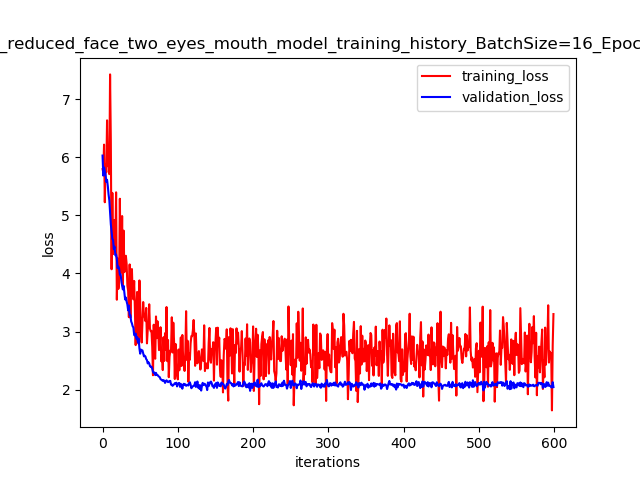 _reduced_face_two_eyes_mouth_model_training_history_BatchSize=16_Epoc
training_loss
validation_loss
7
6
5
4
3
2
loss
0
100
200
300
400
500
600
iterations